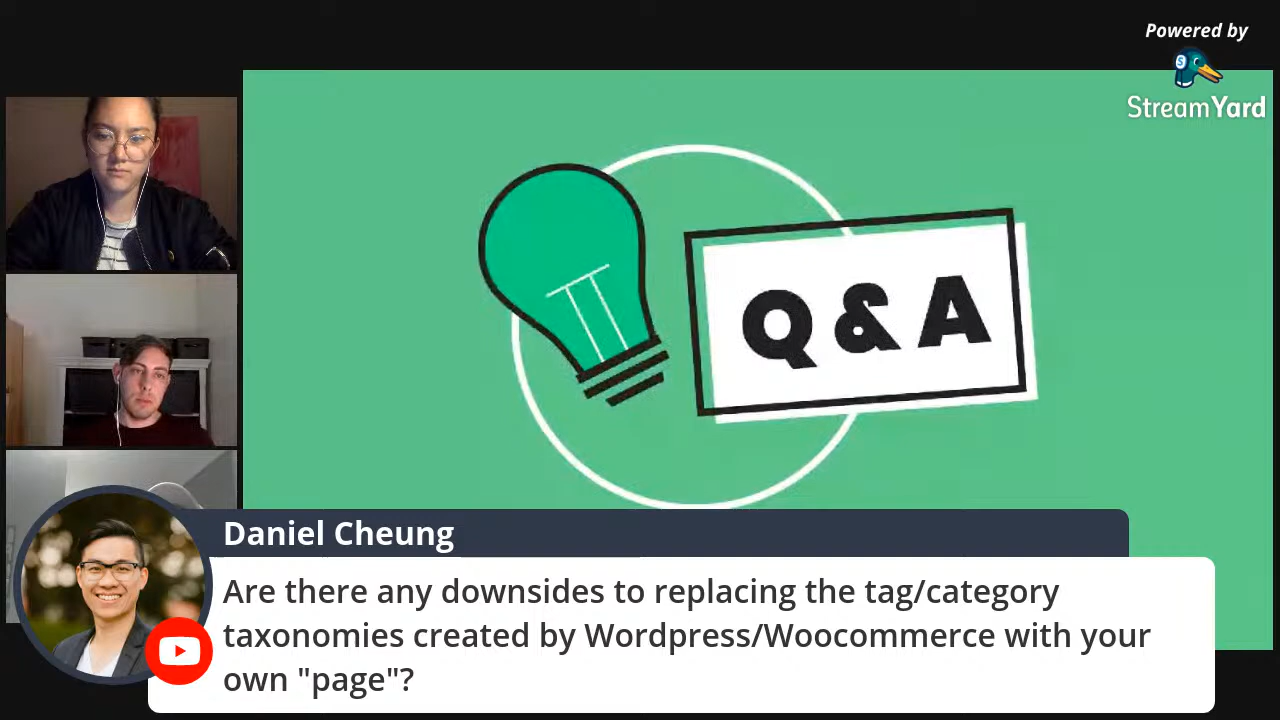 Powered by
StreamYard
Q & A
Daniel Cheung
Are there any downsides to replacing the tag/category
taxonomies created by Wordpress/Woocommerce with your
own "page"?